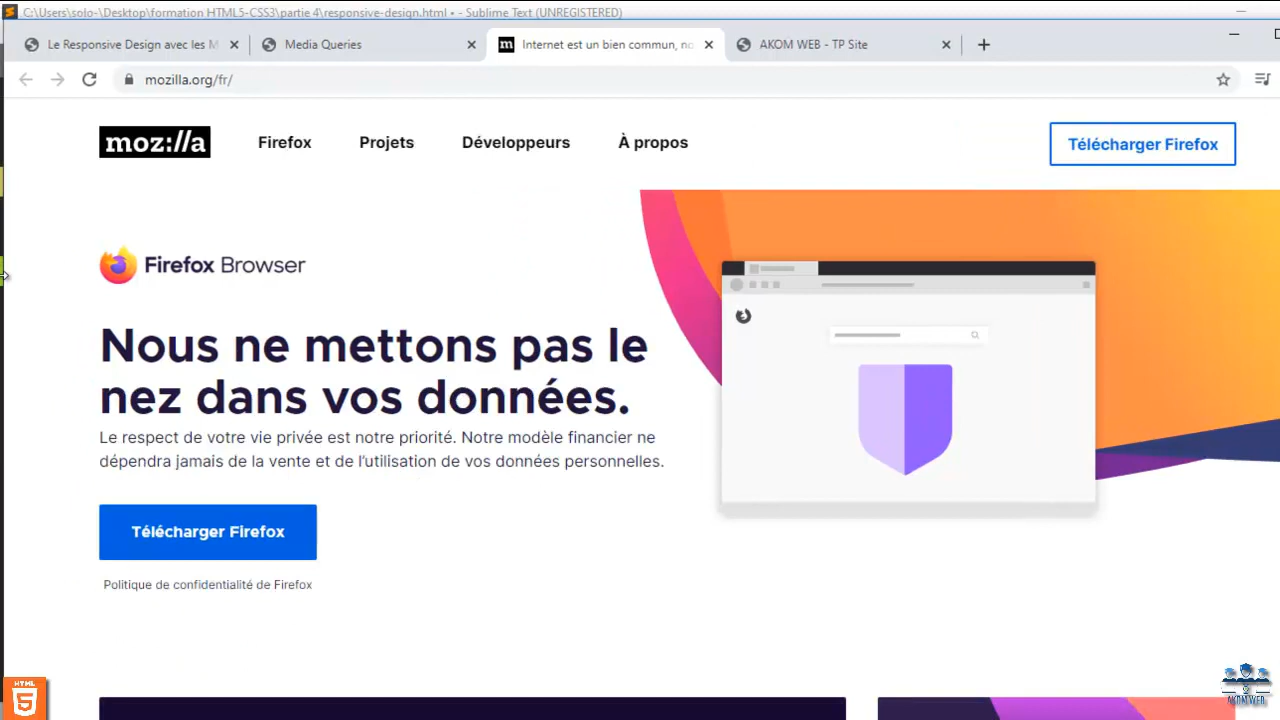 C:\Users\solo-\Desktop\formation HTML5-CSS3\partie 4\responsive-design.html • - Sublime Text (UNREGISTERED)
Le Responsive Design avec les M
Media Queries
m
Internet est un bien commun, no
AKOM WEB - TP Site
mozilla.org/fr/
moz://a
Firefox
Projets
Développeurs
À propos
Télécharger Firefox
Firefox Browser
Nous ne mettons pas le
nez dans vos données.
Le respect de votre vie privée est notre priorité. Notre modèle financier ne
dépendra jamais de la vente et de l'utilisation de vos données personnelles.
Télécharger Firefox
Politique de confidentialité de Firefox
HTML
5
AKOM WEB